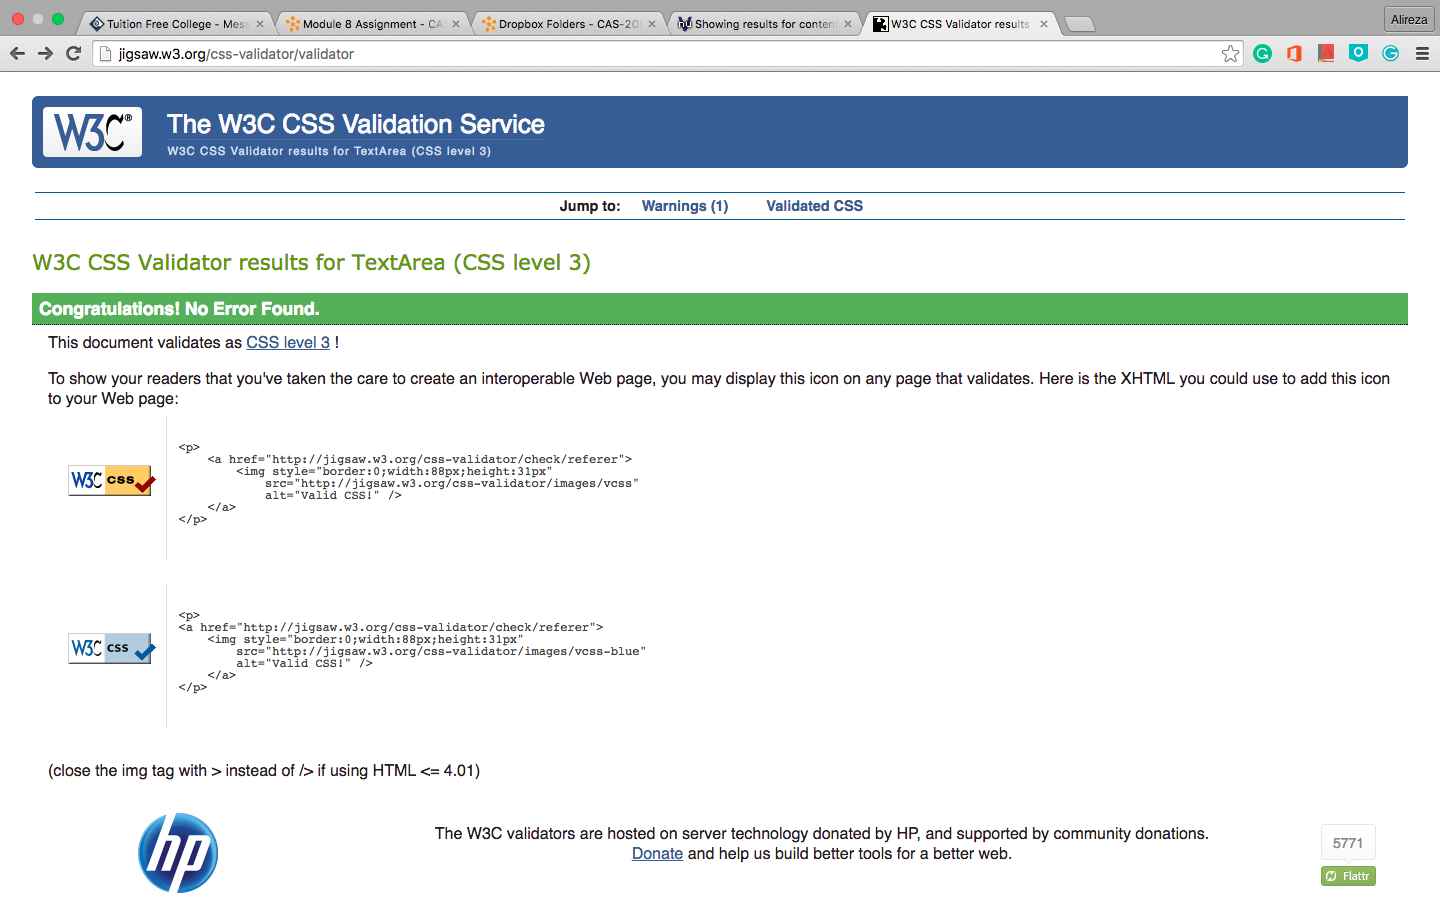 Tuition Free College - Mess
Module 8 Assignment - CAS
Dropbox Folders - CAS-20
Showing results for conten
W3C CSS Validator results
Alireza
jigsaw.w3.org/css-validator/validator
W3C®
The W3C CSS Validation Service
W3C CSS Validator results for TextArea (CSS level 3)
Jump to: Warnings (1) Validated CSS
W3C CSS Validator results for TextArea (CSS level 3)
Congratulations! No Error Found.
This document validates as CSS level 3 !
To show your readers that you've taken the care to create an interoperable Web page, you may display this icon on any page that validates. Here is the XHTML you could use to add this icon
to your Web page:
W3C css
<p>
<a href="http://jigsaw.w3.org/css-validator/check/referer">
<img style="border:0;width:88px;height:31px"
src="http://jigsaw.w3.org/css-validator/images/vcss"
alt="Valid CSS!" />
</a>
</p>
W3C css
<p>
<a href="http://jigsaw.w3.org/css-validator/check/referer">
<img style="border:0;width:88px;height:31px"
src="http://jigsaw.w3.org/css-validator/images/vcss-blue"
alt="Valid CSS!" />
</a>
</p>
(close the img tag with > instead of /> if using HTML <= 4.01)
hp
The W3C validators are hosted on server technology donated by HP, and supported by community donations.
Donate and help us build better tools for a better web.
5771
Flattr